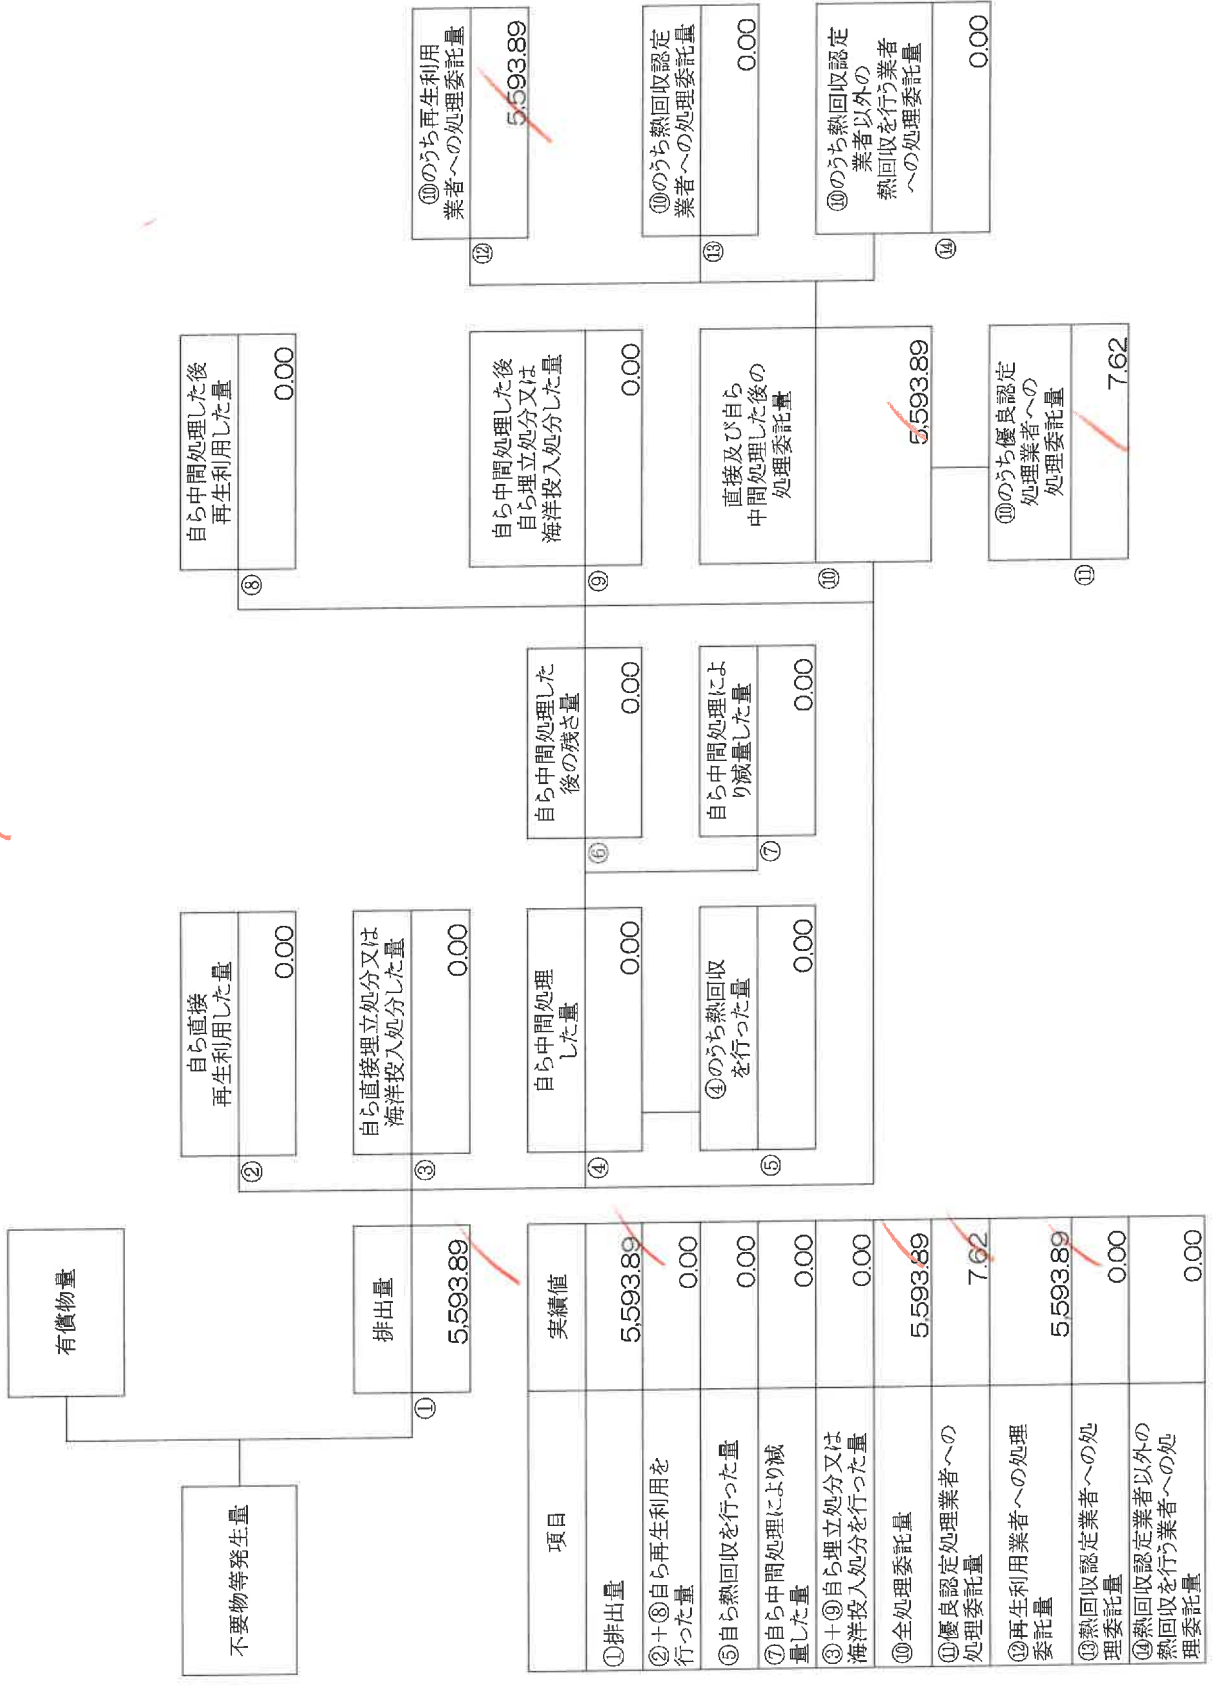 不要物等発生量
有償物量
①
排出量
5,593.89
②
自ら直接
再生利用した量
0.00
③
自ら直接埋立処分又は
海洋投入処分した量
0.00
④
自ら中間処理
した量
0.00
⑤
④のうち熱回収
を行った量
0.00
⑥
自ら中間処理した
後の残さ量
0.00
⑦
自ら中間処理によ
り減量した量
0.00
⑧
自ら中間処理した後
再生利用した量
0.00
⑨
自ら中間処理した後
自ら埋立処分又は
海洋投入処分した量
0.00
⑩
直接及び自ら
中間処理した後の
処理委託量
5,593.89
⑪
⑩のうち優良認定
処理業者への
処理委託量
7.62
⑫
⑩のうち再生利用
業者への処理委託量
5,593.89
⑬
⑩のうち熱回収認定
業者への処理委託量
0.00
⑭
⑩のうち熱回収認定
業者以外の
熱回収を行う業者
への処理委託量
0.00
項目 実績値
①排出量 5,593.89
②+⑧自ら再生利用を
行った量 0.00
⑤自ら熱回収を行った量 0.00
⑦自ら中間処理により減
量した量 0.00
③+⑨自ら埋立処分又は
海洋投入処分を行った量 0.00
⑩全処理委託量 5,593.89
⑪優良認定処理業者への
処理委託量 7.62
⑫再生利用業者への処理
委託量 5,593.89
⑬熱回収認定業者への処
理委託量 0.00
⑭熱回収認定業者以外の
熱回収を行う業者への処
理委託量 0.00